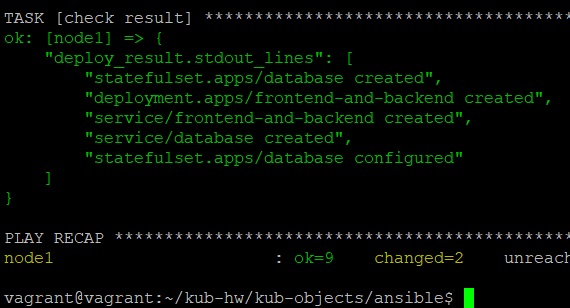 TASK [check result] *************************************
ok: [node1] => {
"deploy_result.stdout_lines": [
"statefulset.apps/database created",
"deployment.apps/frontend-and-backend created",
"service/frontend-and-backend created",
"service/database created",
"statefulset.apps/database configured"
]
}
PLAY RECAP **********************************************
node1 : ok=9 changed=2 unreach
vagrant@vagrant:~/kub-hw/kub-objects/ansible$